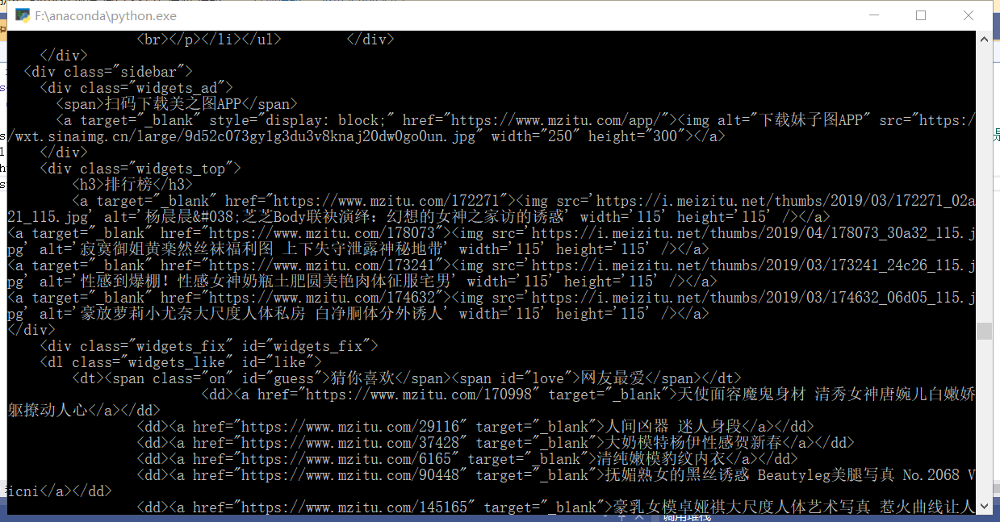 F:\anaconda\python.exe
<br></p></li></ul>        </div>
</div>
<div class="sidebar">
<div class="widgets_ad">
<span>扫码下载美之图APP</span>
<a target="_blank" style="display: block;" href="https://www.mzitu.com/app/"><img alt="下载妹子图APP" src="https:/
/wxt.sinaimg.cn/large/9d52c073gy1g3du3v8knaj20dw0go0un.jpg" width="250" height="300"></a>
</div>
<div class="widgets_top">
<h3>排行榜</h3>
<a target="_blank" href="https://www.mzitu.com/172271"><img src='https://i.meizitu.net/thumbs/2019/03/172271_02a
21_115.jpg' alt='杨晨晨&#038;芝芝Body联袂演绎：幻想的女神之家访的诱惑' width='115' height='115' /></a>
<a target="_blank" href="https://www.mzitu.com/178073"><img src='https://i.meizitu.net/thumbs/2019/04/178073_30a32_115.j
pg' alt='寂寞御姐黄楽然丝袜福利图 上下失守泄露神秘地带' width='115' height='115' /></a>
<a target="_blank" href="https://www.mzitu.com/173241"><img src='https://i.meizitu.net/thumbs/2019/03/173241_24c26_115.j
pg' alt='性感到爆棚！性感女神奶瓶土肥圆美艳肉体征服宅男' width='115' height='115' /></a>
<a target="_blank" href="https://www.mzitu.com/174632"><img src='https://i.meizitu.net/thumbs/2019/03/174632_06d05_115.j
pg' alt='豪放萝莉小尤奈大尺度人体私房 白净胴体分外诱人' width='115' height='115' /></a>
</div>
<div class="widgets_fix" id="widgets_fix">
<dl class="widgets_like" id="like">
<dt><span class="on" id="guess">猜你喜欢</span><span id="love">网友最爱</span></dt>
<dd><a href="https://www.mzitu.com/170998" target="_blank">天使面容魔鬼身材 清秀女神唐婉儿白嫩娇
躯撩动人心</a></dd>
<dd><a href="https://www.mzitu.com/29116" target="_blank">人间凶器 迷人身段</a></dd>
<dd><a href="https://www.mzitu.com/37428" target="_blank">大奶模特杨伊性感贺新春</a></dd>
<dd><a href="https://www.mzitu.com/6165" target="_blank">清纯嫩模豹纹内衣</a></dd>
<dd><a href="https://www.mzitu.com/90448" target="_blank">抚媚熟女的黑丝诱惑 Beautyleg美腿写真 No.2068 V
icni</a></dd>
<dd><a href="https://www.mzitu.com/145165" target="_blank">豪乳女模卓娅祺大尺度人体艺术写真 惹火曲线让人
调用堆栈